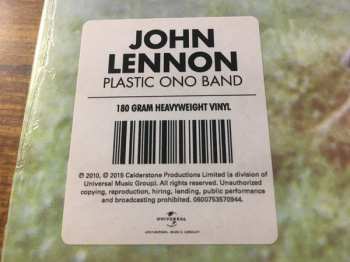 JOHN
LENNON
PLASTIC ONO BAND
180 GRAM HEAVYWEIGHT VINYL
℗ 2010, © 2015 Calderstone Productions Limited (a division of
Universal Music Group). All rights reserved. Unauthorized
copying, reproduction, hiring, lending, public performance
and broadcasting prohibited. 0600753570944.
UNIVERSAL